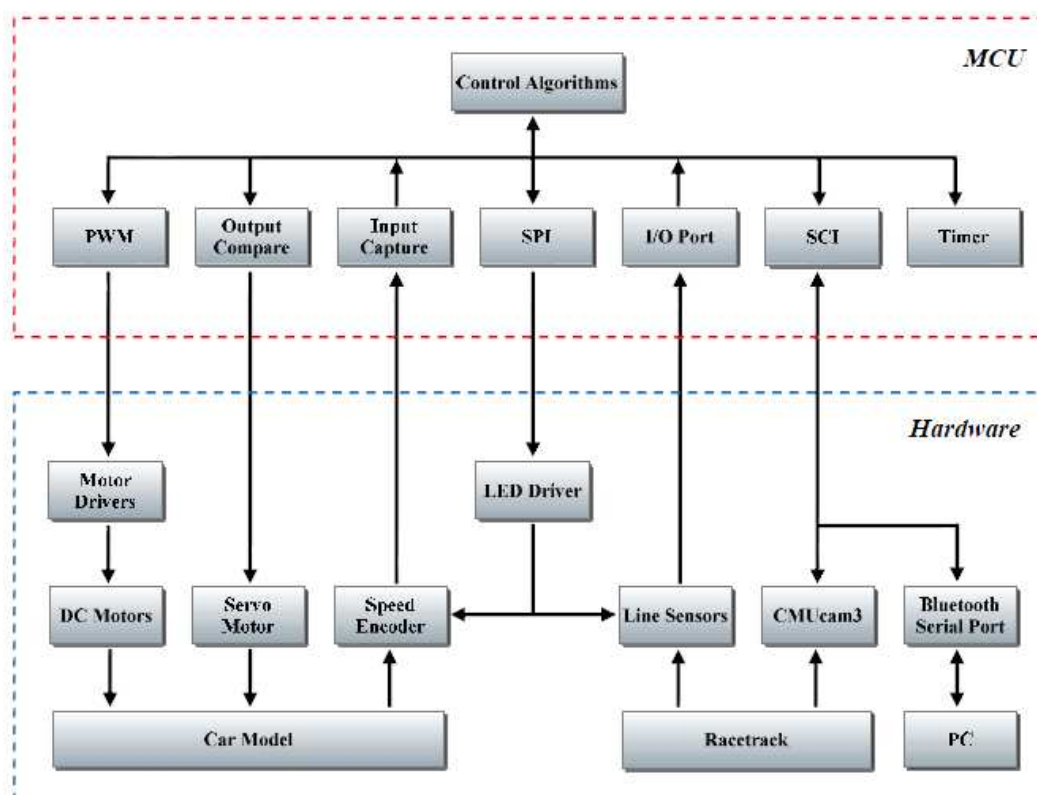 MCU
Control Algorithms
PWM
Output
Compare
Input
Capture
SPI
I/O Port
SCI
Timer
Hardware
Motor
Drivers
LED Driver
DC Motors
Servo
Motor
Speed
Encoder
Line Sensors
CMUcam3
Bluetooth
Serial Port
Car Model
Racetrack
PC